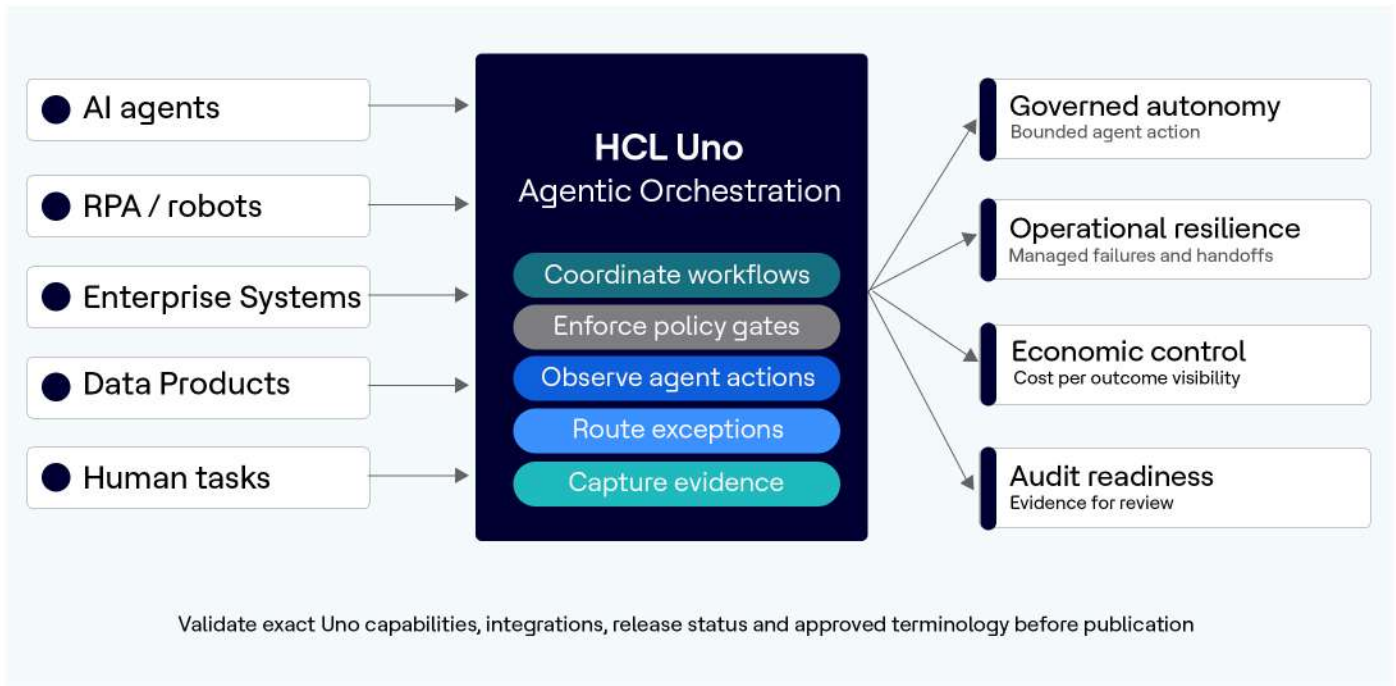 AI agents
RPA / robots
Enterprise Systems
Data Products
Human tasks
HCL Uno
Agentic Orchestration
Coordinate workflows
Enforce policy gates
Observe agent actions
Route exceptions
Capture evidence
Governed autonomy
Bounded agent action
Operational resilience
Managed failures and handoffs
Economic control
Cost per outcome visibility
Audit readiness
Evidence for review
Validate exact Uno capabilities, integrations, release status and approved terminology before publication